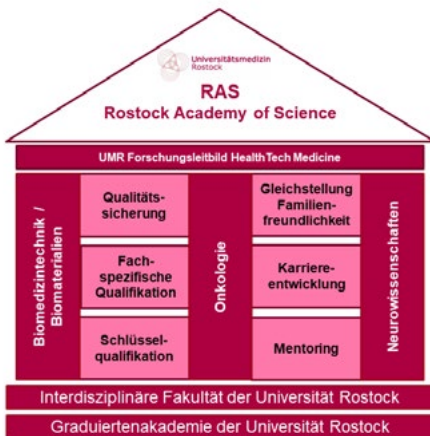 Universitätsmedizin
Rostock
RAS
Rostock Academy of Science
UMR Forschungsleitbild HealthTech Medicine
Biomedizintechnik /
Biomaterialien
Qualitäts-
sicherung
Fach-
spezifische
Qualifikation
Schlüssel-
qualifikation
Onkologie
Gleichstellung
Familien-
freundlichkeit
Karriere-
entwicklung
Mentoring
Neurowissenschaften
Interdisziplinäre Fakultät der Universität Rostock
Graduiertenakademie der Universität Rostock